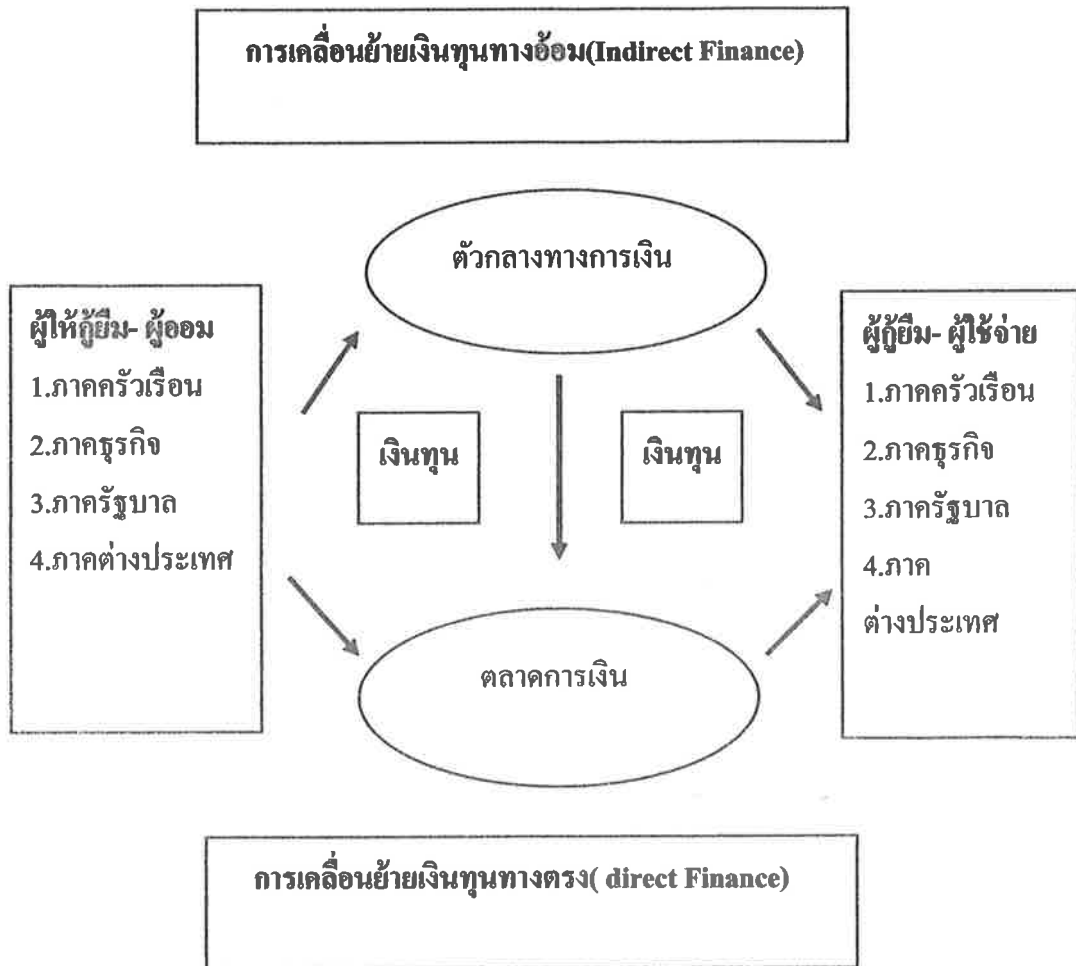 การเคลื่อนย้ายเงินทุนทางอ้อม(Indirect Finance)
ตัวกลางทางการเงิน
ผู้ให้กู้ยืม- ผู้ออม
1.ภาคครัวเรือน
2.ภาคธุรกิจ
3.ภาครัฐบาล
4.ภาคต่างประเทศ
เงินทุน
เงินทุน
ผู้กู้ยืม- ผู้ใช้จ่าย
1.ภาคครัวเรือน
2.ภาคธุรกิจ
3.ภาครัฐบาล
4.ภาค
ต่างประเทศ
ตลาดการเงิน
การเคลื่อนย้ายเงินทุนทางตรง( direct Finance)